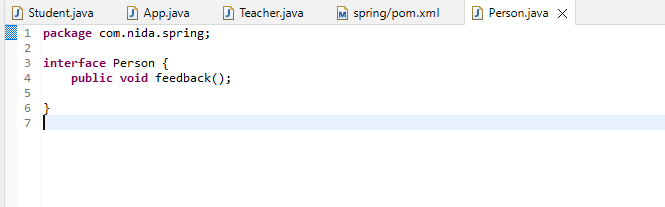 Student.java App.java Teacher.java spring/pom.xml Person.java
1 package com.nida.spring;
2
3 interface Person {
4 public void feedback();
5
6 }
7